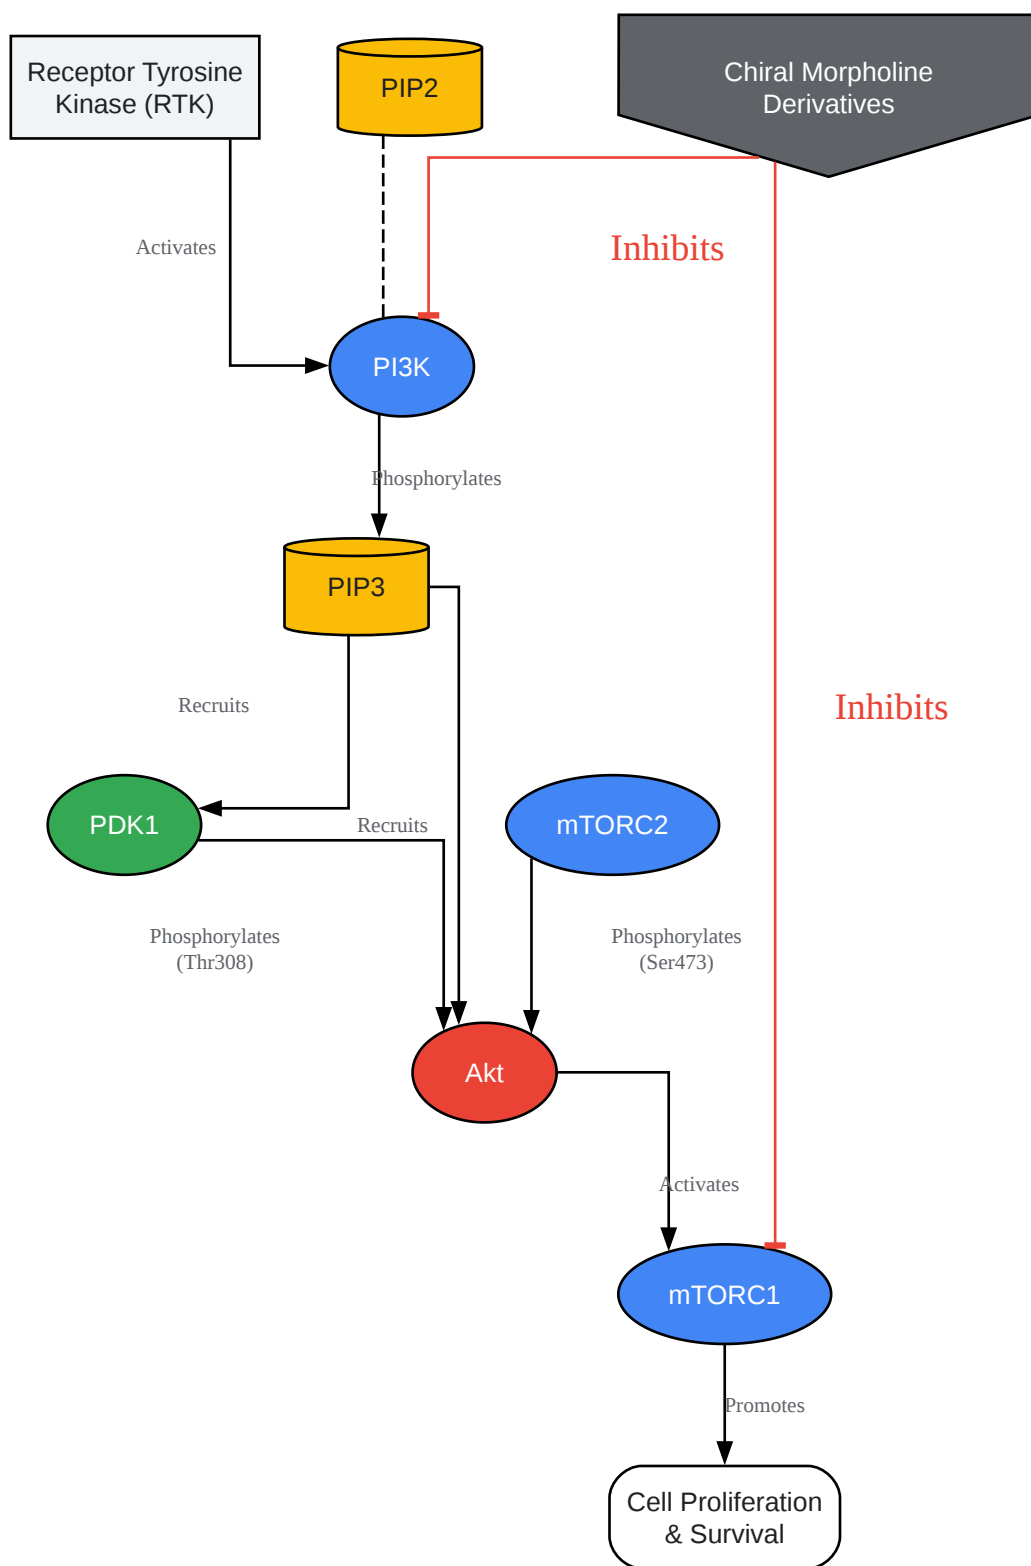 Receptor Tyrosine
Kinase (RTK)
PIP2
Chiral Morpholine
Derivatives
Activates
Inhibits
PI3K
Phosphorylates
PIP3
Recruits
Inhibits
PDK1
Recruits
mTORC2
Phosphorylates
(Thr308)
Phosphorylates
(Ser473)
Akt
Activates
mTORC1
Promotes
Cell Proliferation
& Survival